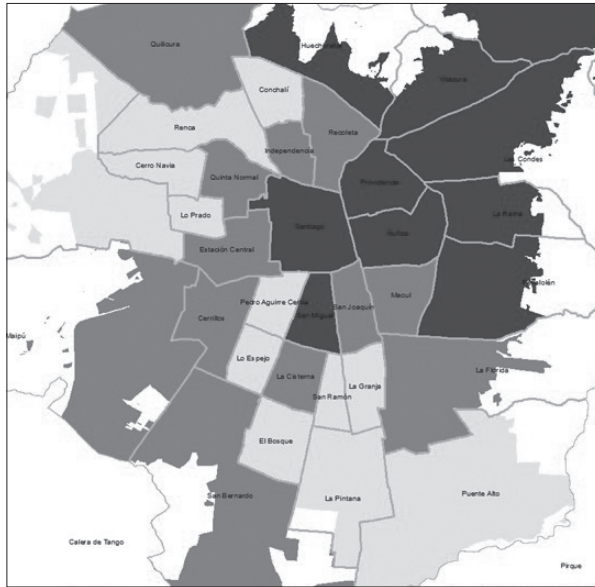 Quilicura
Huechuraba
Vitacura
Conchalí
Renca
Recoleta
Independencia
Las Condes
Cerro Navia
Quinta Normal
Providencia
Lo Prado
La Reina
Santiago
Ñuñoa
Estación Central
Peñalolén
Pedro Aguirre Cerda
San Joaquín
Macul
Cerrillos
San Miguel
Maipú
Lo Espejo
La Cisterna
La Granja
La Florida
San Ramón
El Bosque
San Bernardo
La Pintana
Puente Alto
Calera de Tango
Pirque